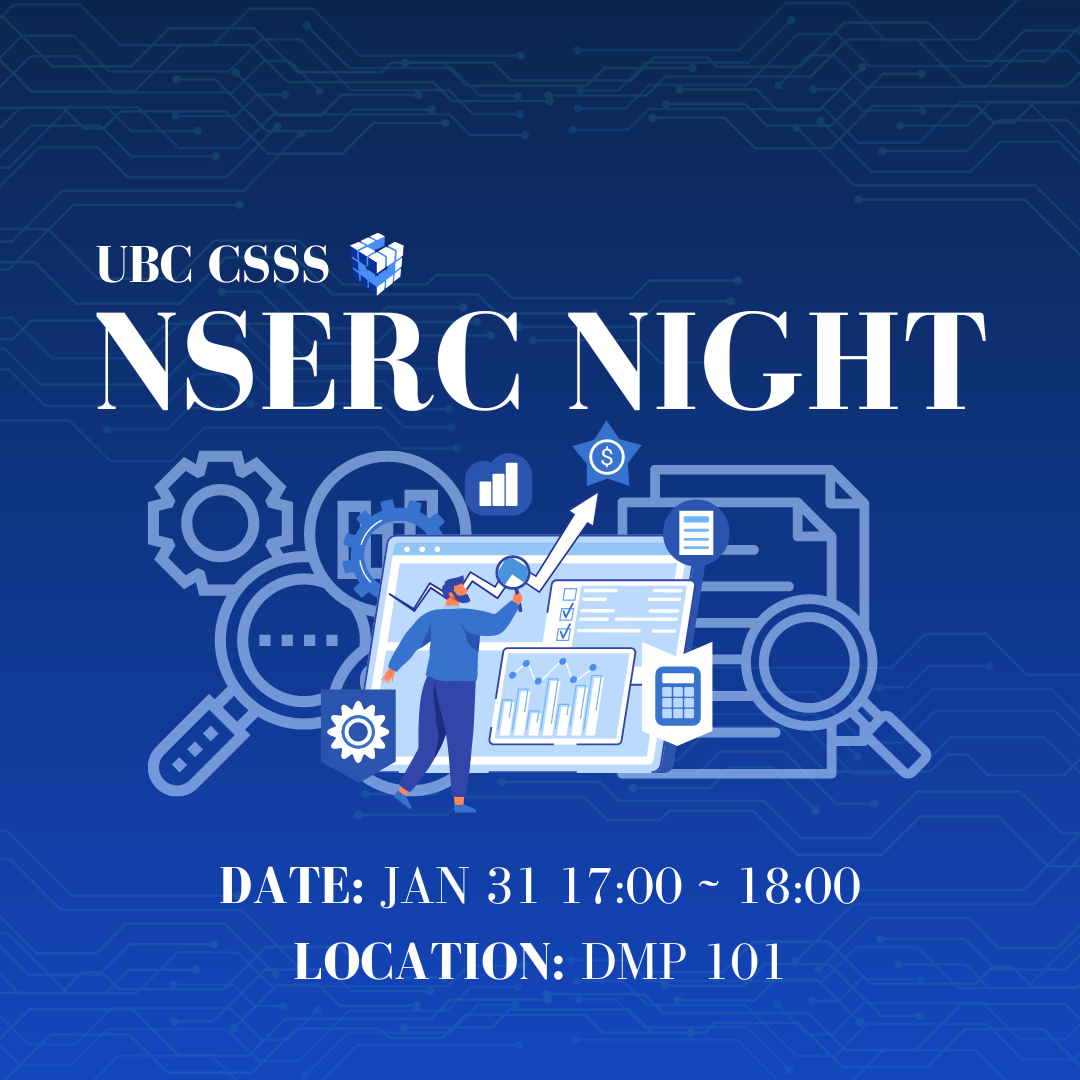 UBC CSSS
NSERC NIGHT
$
DATE: JAN 31 17:00 ~ 18:00
LOCATION: DMP 101